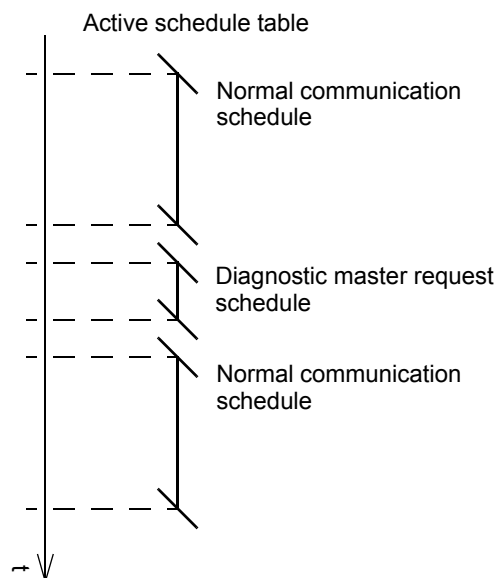 Active schedule table
Normal communication
schedule
Diagnostic master request
schedule
Normal communication
schedule
t